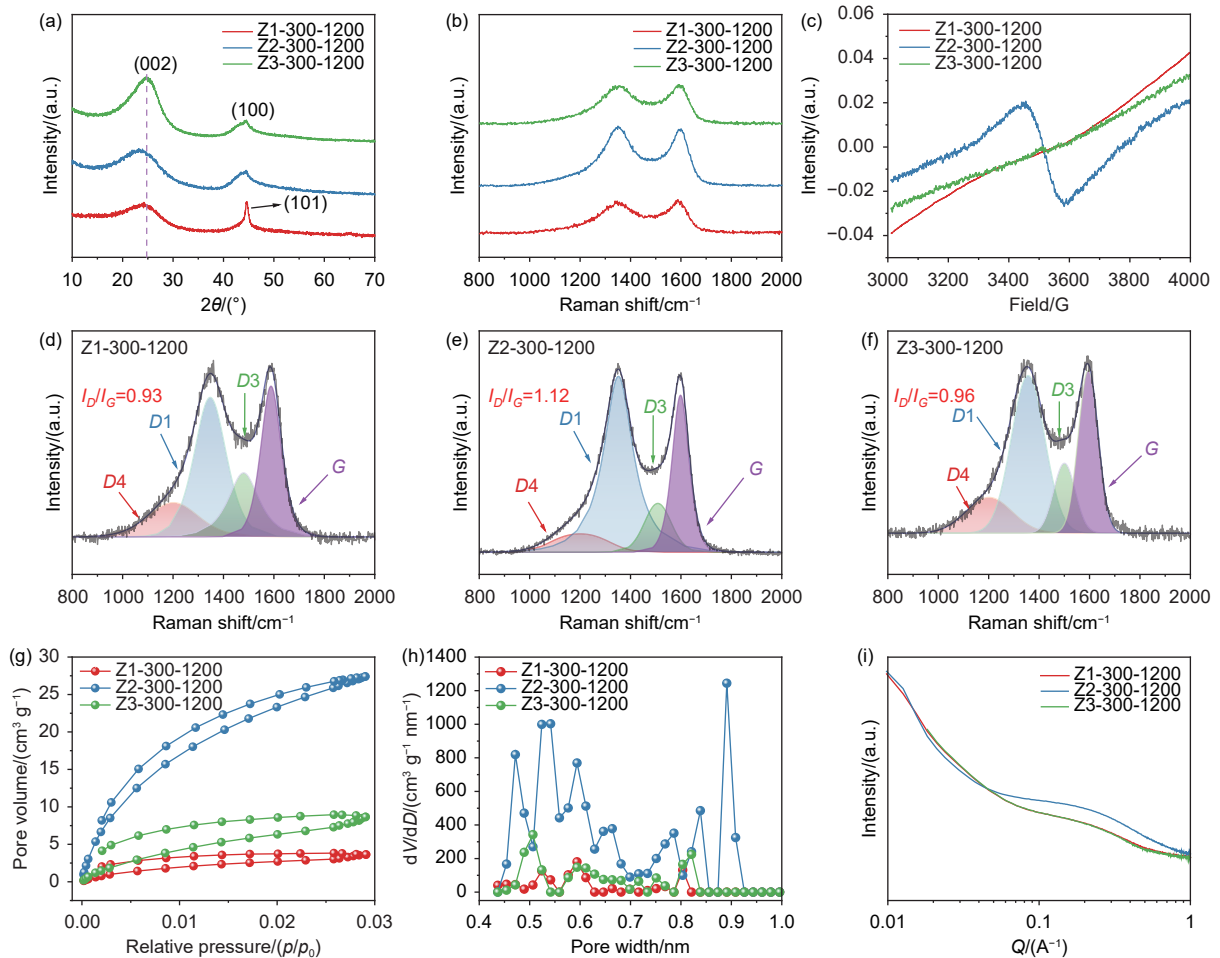 (a)
Z1-300-1200
Z2-300-1200
Z3-300-1200
(002)
(100)
(101)
Intensity/(a.u.)
10 20 30 40 50 60 70
2θ/(°)
(b)
Z1-300-1200
Z2-300-1200
Z3-300-1200
Intensity/(a.u.)
800 1000 1200 1400 1600 1800 2000
Raman shift/cm⁻¹
(c)
Z1-300-1200
Z2-300-1200
Z3-300-1200
Intensity/(a.u.)
0.06
0.04
0.02
0.00
−0.02
−0.04
3000 3200 3400 3600 3800 4000
Field/G
(d)
Z1-300-1200
I_D/I_G=0.93
D1
D3
D4
G
Intensity/(a.u.)
800 1000 1200 1400 1600 1800 2000
Raman shift/cm⁻¹
(e)
Z2-300-1200
I_D/I_G=1.12
D1
D3
D4
G
Intensity/(a.u.)
800 1000 1200 1400 1600 1800 2000
Raman shift/cm⁻¹
(f)
Z3-300-1200
I_D/I_G=0.96
D1
D3
D4
G
Intensity/(a.u.)
800 1000 1200 1400 1600 1800 2000
Raman shift/cm⁻¹
(g)
Z1-300-1200
Z2-300-1200
Z3-300-1200
Pore volume/(cm³ g⁻¹)
30
25
20
15
10
5
0
0.00 0.01 0.02 0.03
Relative pressure/(p/p₀)
(h)
Z1-300-1200
Z2-300-1200
Z3-300-1200
dV/dD/(cm³ g⁻¹ nm⁻¹)
1400
1200
1000
800
600
400
200
0
0.4 0.5 0.6 0.7 0.8 0.9 1.0
Pore width/nm
(i)
Z1-300-1200
Z2-300-1200
Z3-300-1200
Intensity/(a.u.)
0.01 0.1 1
Q/(A⁻¹)